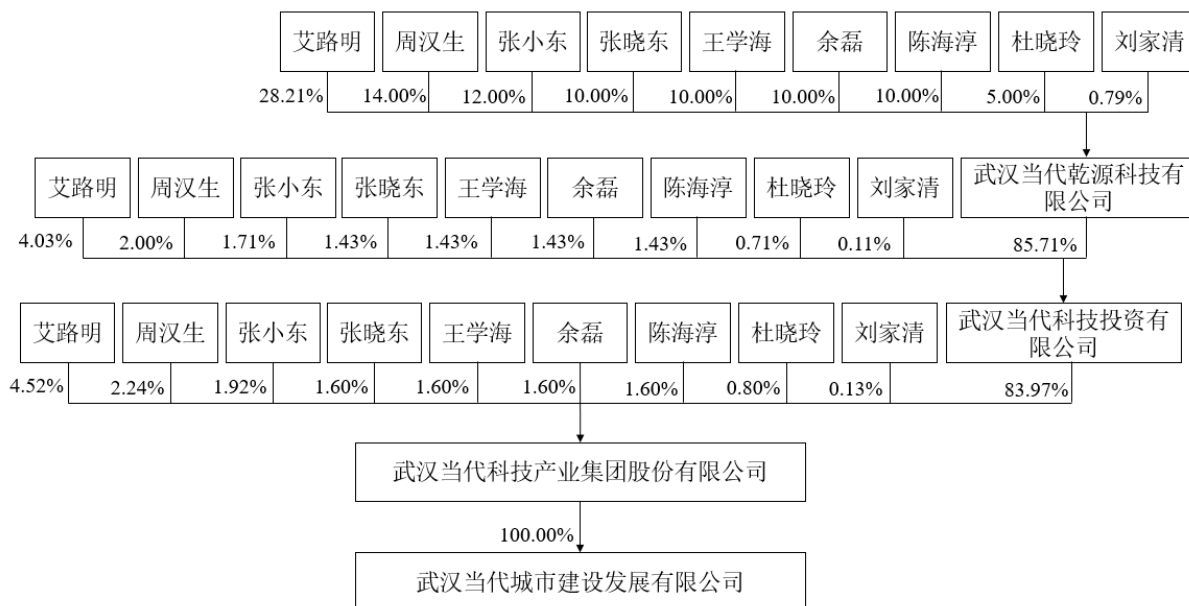 艾路明 周汉生 张小东 张晓东 王学海 余磊 陈海淳 杜晓玲 刘家清
28.21% 14.00% 12.00% 10.00% 10.00% 10.00% 10.00% 5.00% 0.79%
艾路明 周汉生 张小东 张晓东 王学海 余磊 陈海淳 杜晓玲 刘家清 武汉当代乾源科技有
限公司
4.03% 2.00% 1.71% 1.43% 1.43% 1.43% 1.43% 0.71% 0.11% 85.71%
艾路明 周汉生 张小东 张晓东 王学海 余磊 陈海淳 杜晓玲 刘家清 武汉当代科技投资有
限公司
4.52% 2.24% 1.92% 1.60% 1.60% 1.60% 1.60% 0.80% 0.13% 83.97%
武汉当代科技产业集团股份有限公司
100.00%
武汉当代城市建设发展有限公司